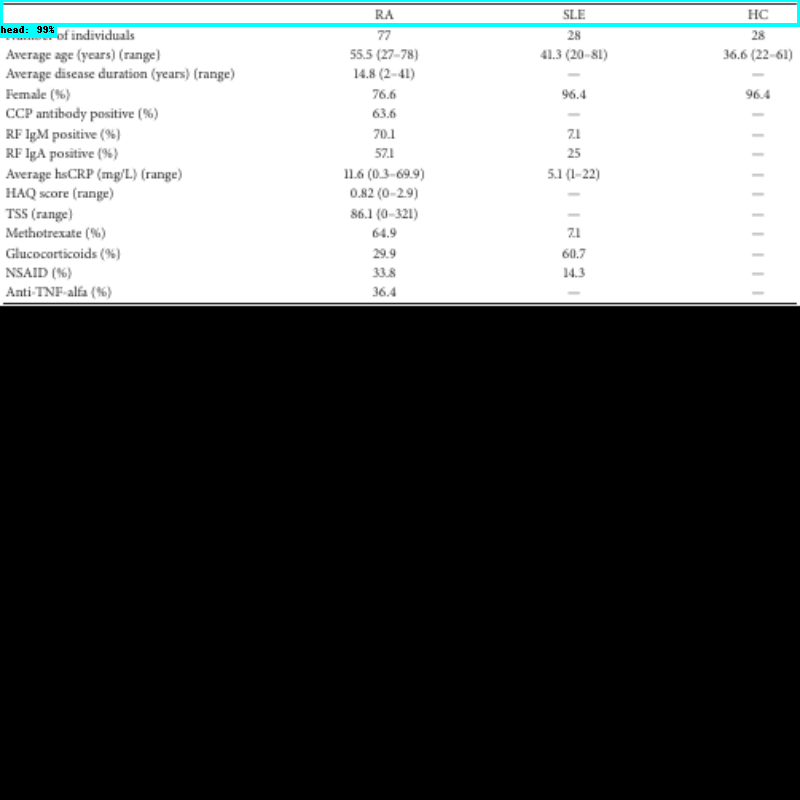 RA SLE HC
head: 99%
Number of individuals 77 28 28
Average age (years) (range) 55.5 (27–78) 41.3 (20–81) 36.6 (22–61)
Average disease duration (years) (range) 14.8 (2–41) — —
Female (%) 76.6 96.4 96.4
CCP antibody positive (%) 63.6 — —
RF IgM positive (%) 70.1 7.1 —
RF IgA positive (%) 57.1 25 —
Average hsCRP (mg/L) (range) 11.6 (0.3–69.9) 5.1 (1–22) —
HAQ score (range) 0.82 (0–2.9) — —
TSS (range) 86.1 (0–321) — —
Methotrexate (%) 64.9 7.1 —
Glucocorticoids (%) 29.9 60.7 —
NSAID (%) 33.8 14.3 —
Anti-TNF-alfa (%) 36.4 — —